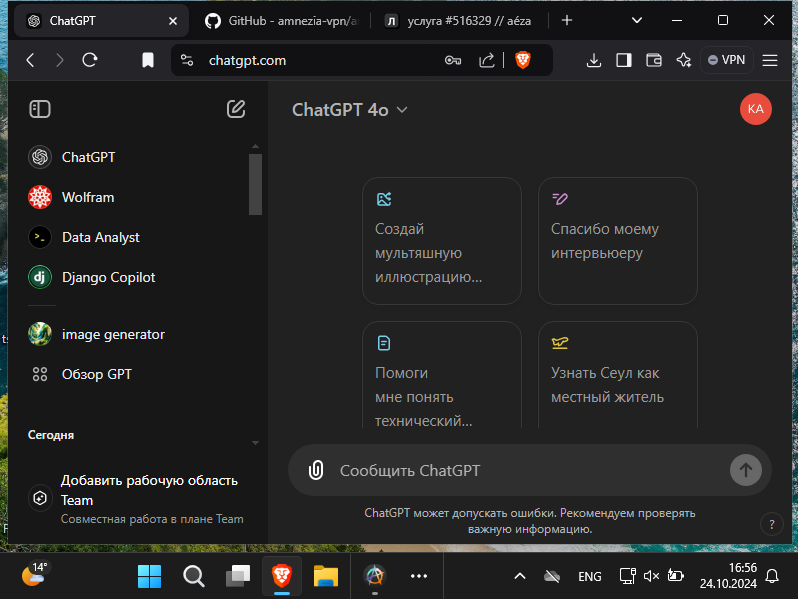 ChatGPT
GitHub - amnezia-vpn/a
услуга #516329 // aéza
chatgpt.com
VPN
ChatGPT 4o
KA
ChatGPT
Wolfram
Data Analyst
Django Copilot
image generator
Обзор GPT
Сегодня
Добавить рабочую область
Team
Совместная работа в плане Team
Создай
мультяшную
иллюстрацию...
Спасибо моему
интервьюеру
Помоги
мне понять
технический...
Узнать Сеул как
местный житель
Сообщить ChatGPT
ChatGPT может допускать ошибки. Рекомендуем проверять
важную информацию.
?
14°
ENG
16:56
24.10.2024